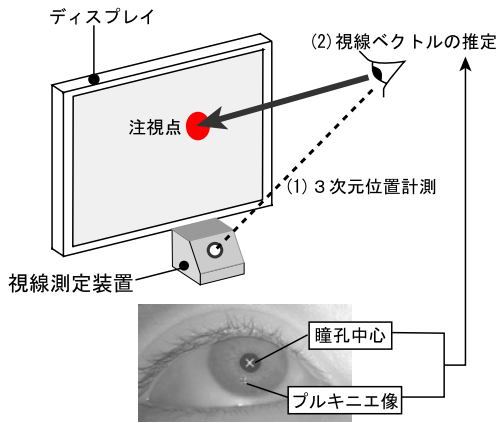 ディスプレイ
(2)視線ベクトルの推定
注視点
(1)３次元位置計測
視線測定装置
瞳孔中心
プルキニエ像